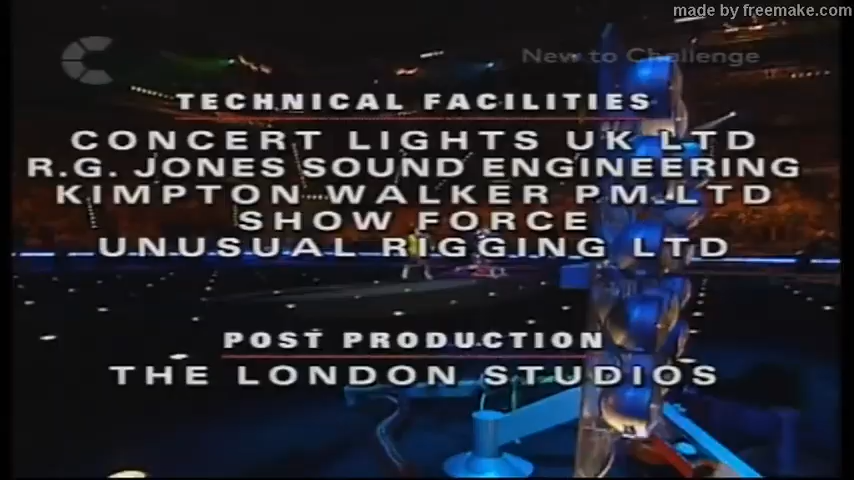 made by freemake.com
New to Challenge
TECHNICAL FACILITIES
CONCERT LIGHTS UK LTD
R.G. JONES SOUND ENGINEERING
KIMPTON WALKER PM LTD
SHOW FORCE
UNUSUAL RIGGING LTD
POST PRODUCTION
THE LONDON STUDIOS